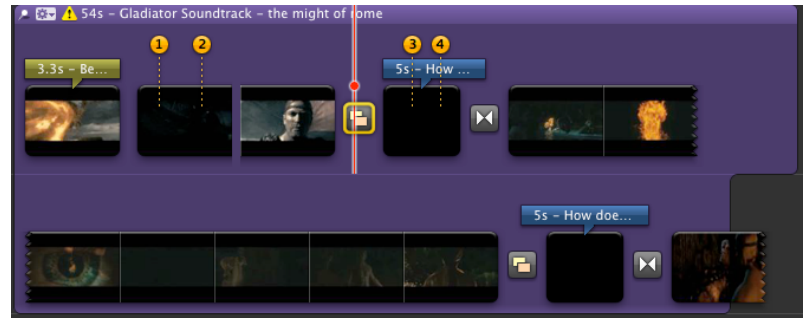 54s – Gladiator Soundtrack – the might of rome
1
2
3
4
3.3s – Be...
5s – How ...
5s – How doe...